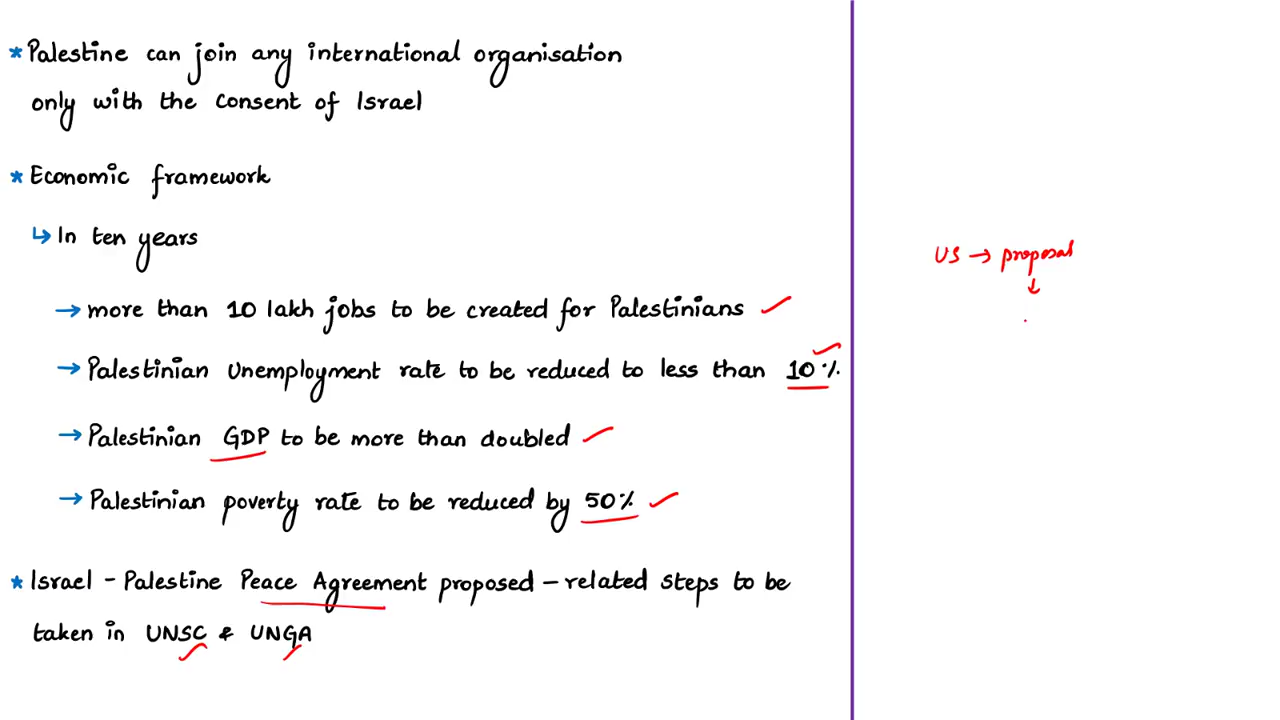 * Palestine can join any international organisation
only with the consent of Israel
* Economic framework
↳ In ten years
→ more than 10 lakh jobs to be created for Palestinians
→ Palestinian unemployment rate to be reduced to less than 10%
→ Palestinian GDP to be more than doubled
→ Palestinian poverty rate to be reduced by 50%
* Israel - Palestine Peace Agreement proposed - related steps to be
taken in UNSC & UNGA
US → proposal
↓